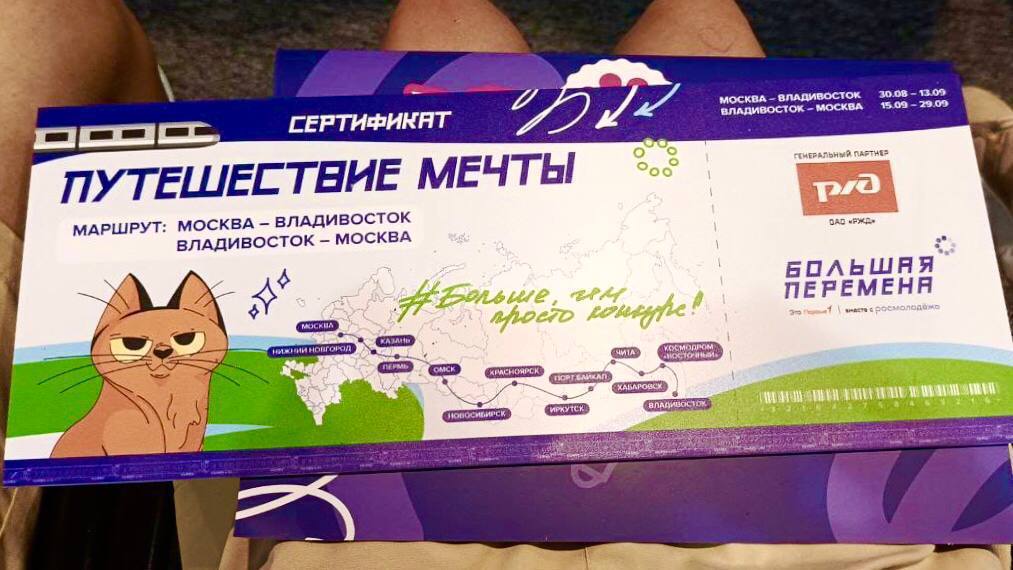 СЕРТИФИКАТ
ПУТЕШЕСТВИЕ МЕЧТЫ
МАРШРУТ: МОСКВА – ВЛАДИВОСТОК
ВЛАДИВОСТОК – МОСКВА
#Больше, чем
просто конкурс!
МОСКВА
НИЖНИЙ НОВГОРОД
КАЗАНЬ
ПЕРМЬ
ОМСК
НОВОСИБИРСК
КРАСНОЯРСК
ИРКУТСК
ПОРТ БАЙКАЛ
ЧИТА
ХАБАРОВСК
КОСМОДРОМ
«ВОСТОЧНЫЙ»
ВЛАДИВОСТОК
МОСКВА – ВЛАДИВОСТОК 30.08 – 13.09
ВЛАДИВОСТОК – МОСКВА 15.09 – 29.09
ГЕНЕРАЛЬНЫЙ ПАРТНЕР
РЖД
ОАО «РЖД»
БОЛЬШАЯ
ПЕРЕМЕНА
Это Первые | вместе с росмолодёжь